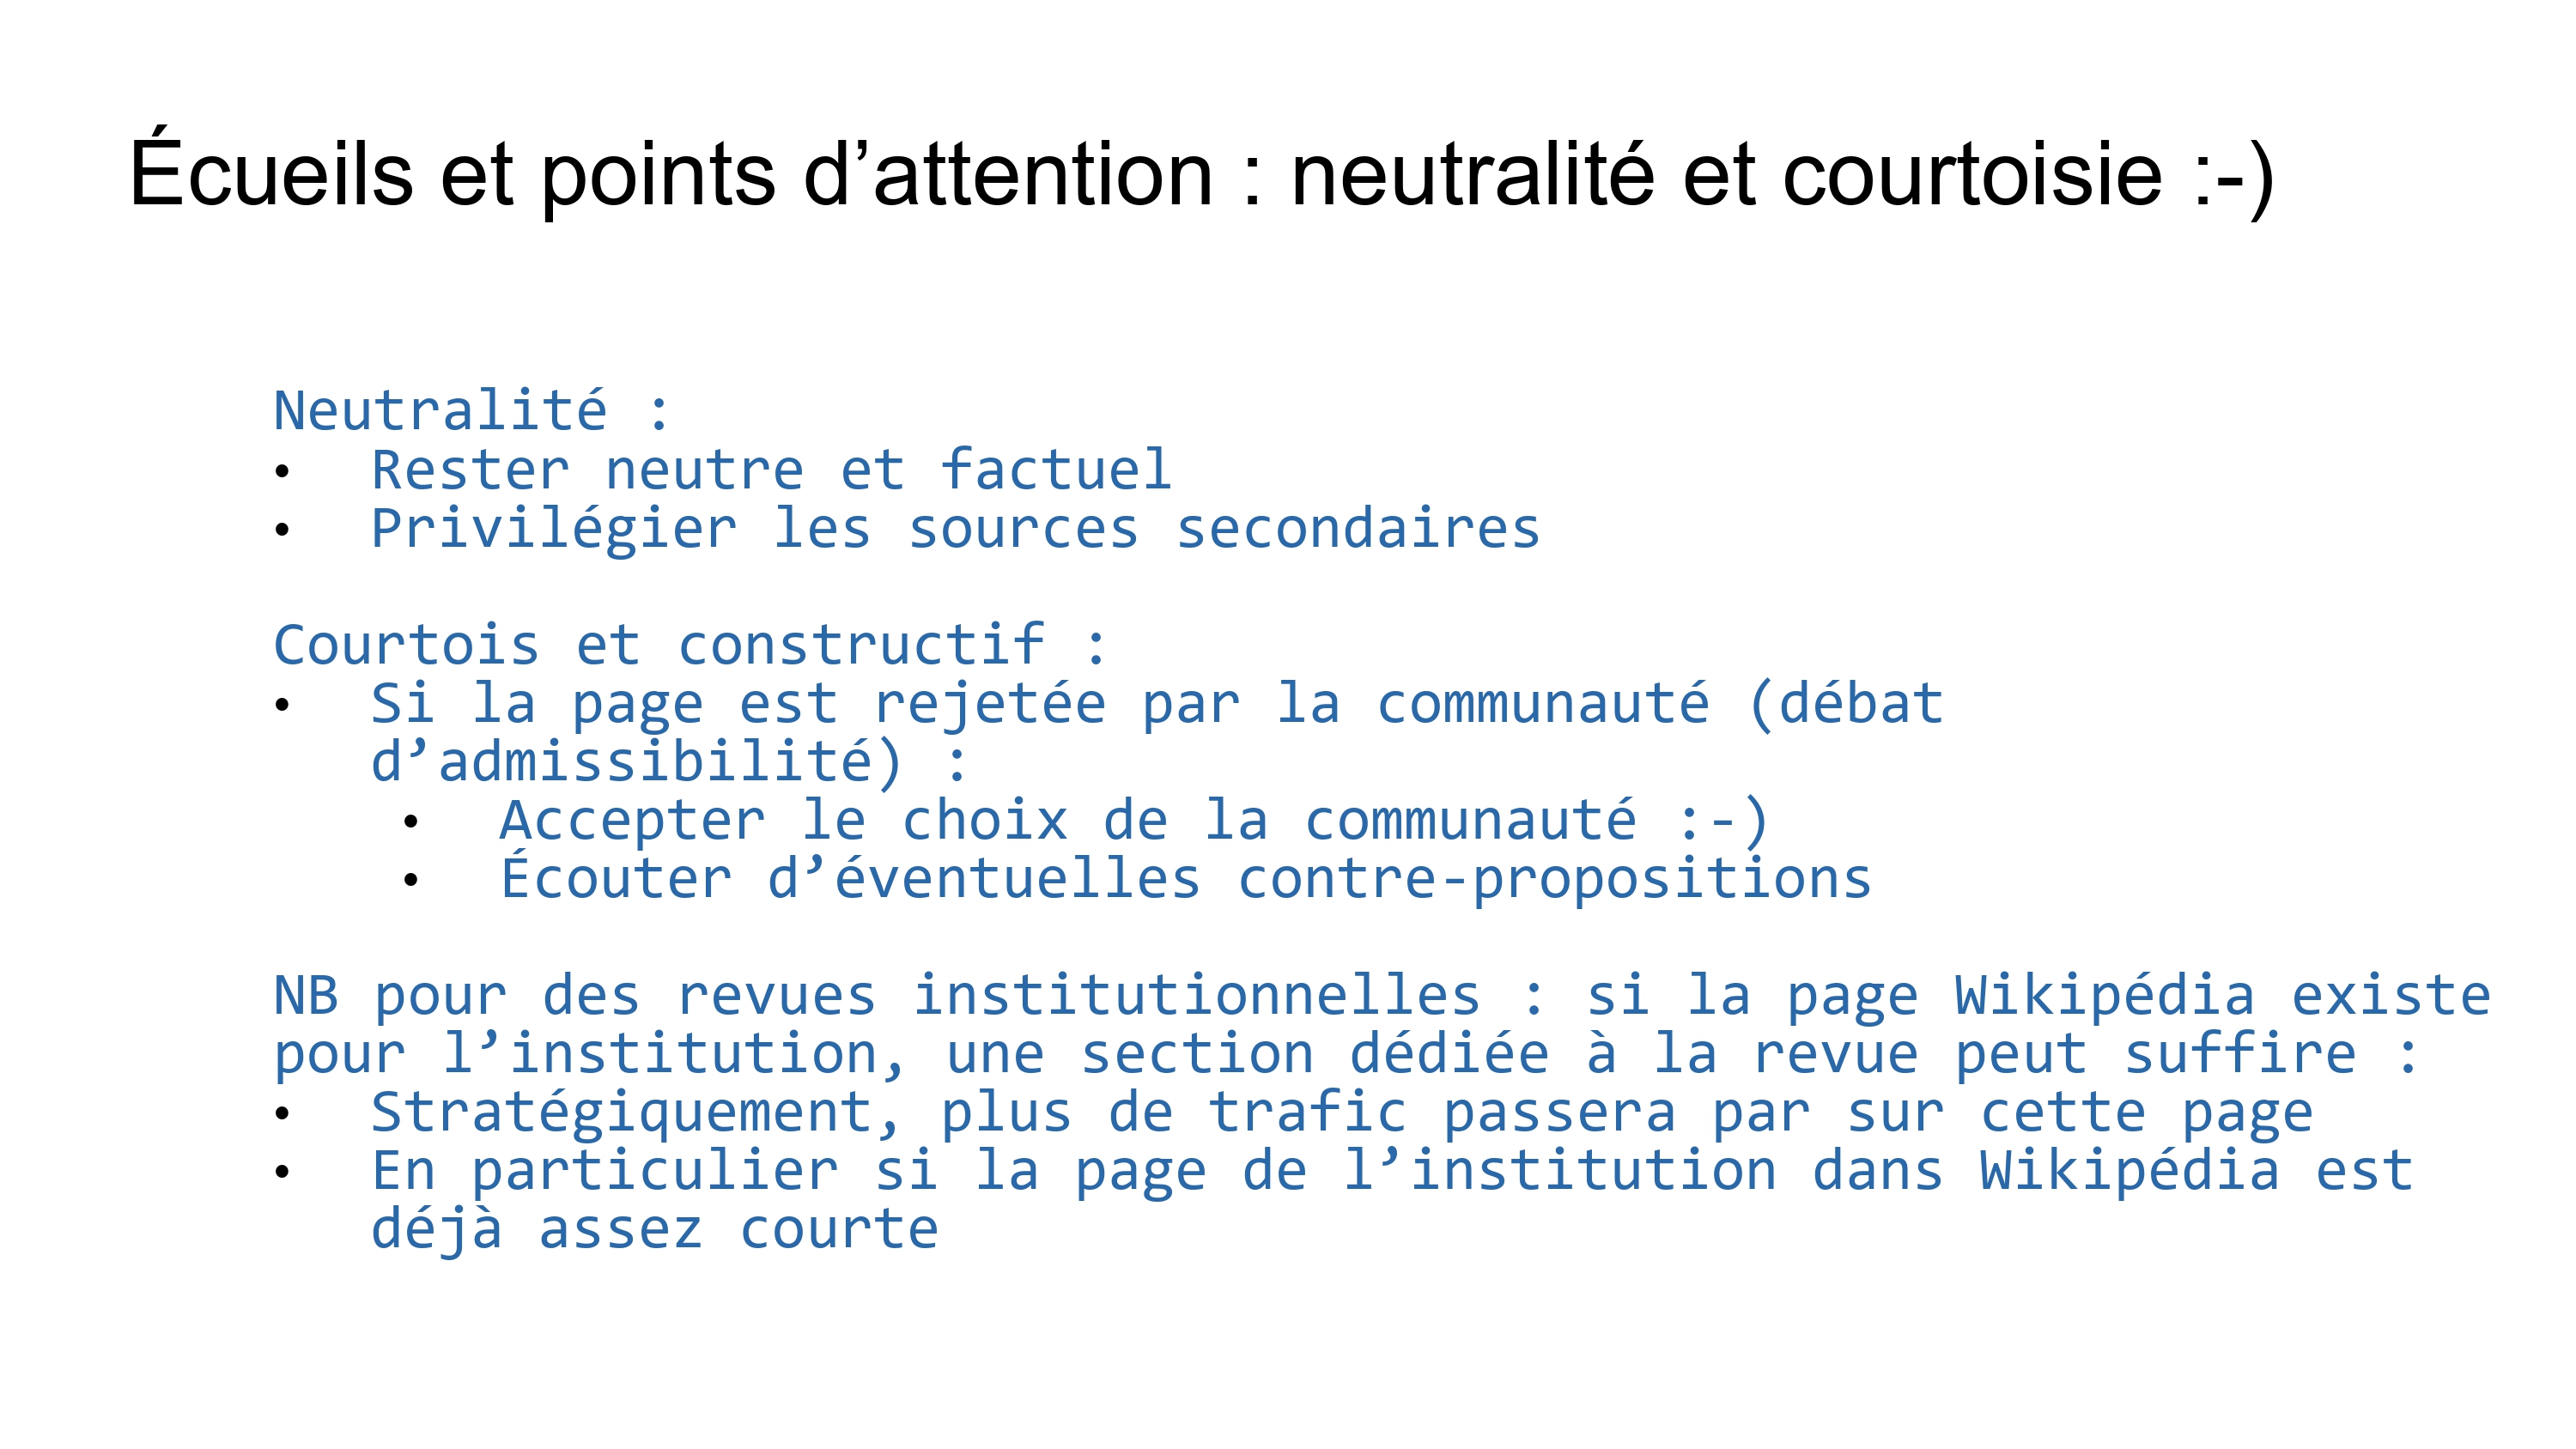 Écueils et points d’attention : neutralité et courtoisie :-)
Neutralité :
• Rester neutre et factuel
• Privilégier les sources secondaires
Courtois et constructif :
• Si la page est rejetée par la communauté (débat
d’admissibilité) :
• Accepter le choix de la communauté :-)
• Écouter d’éventuelles contre-propositions
NB pour des revues institutionnelles : si la page Wikipédia existe
pour l’institution, une section dédiée à la revue peut suffire :
• Stratégiquement, plus de trafic passera par sur cette page
• En particulier si la page de l’institution dans Wikipédia est
déjà assez courte